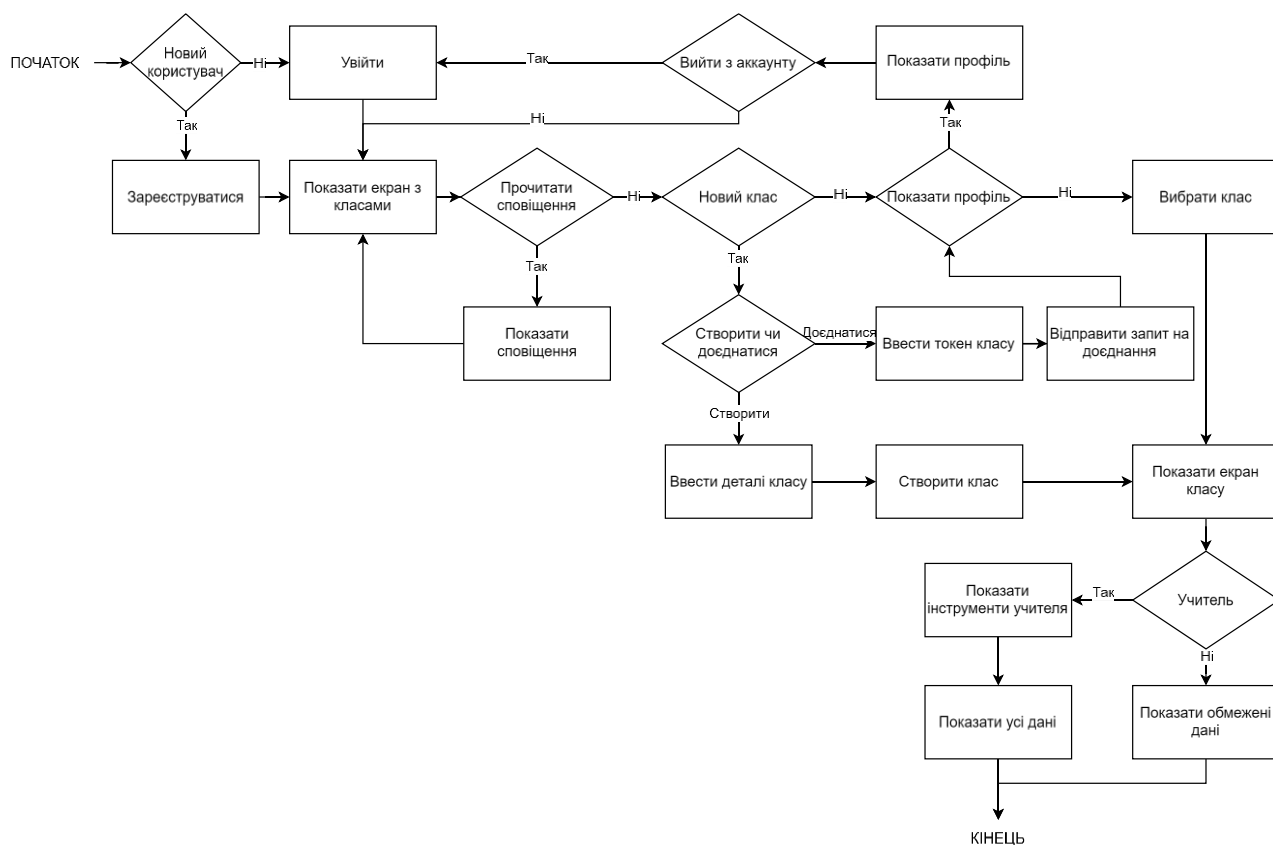 ПОЧАТОК
Новий
користувач
Ні
Увійти
Так
Вийти з аккаунту
Показати профіль
Так
Ні
Так
Зареєструватися
Показати екран з
класами
Прочитати
сповіщення
Ні
Новий клас
Ні
Показати профіль
Ні
Вибрати клас
Так
Так
Показати
сповіщення
Створити чи
доєднатися
Доєднатися
Ввести токен класу
Відправити запит на
доєднання
Створити
Ввести деталі класу
Створити клас
Показати екран
класу
Показати
інструменти учителя
Так
Учитель
Ні
Показати усі дані
Показати обмежені
дані
КІНЕЦЬ